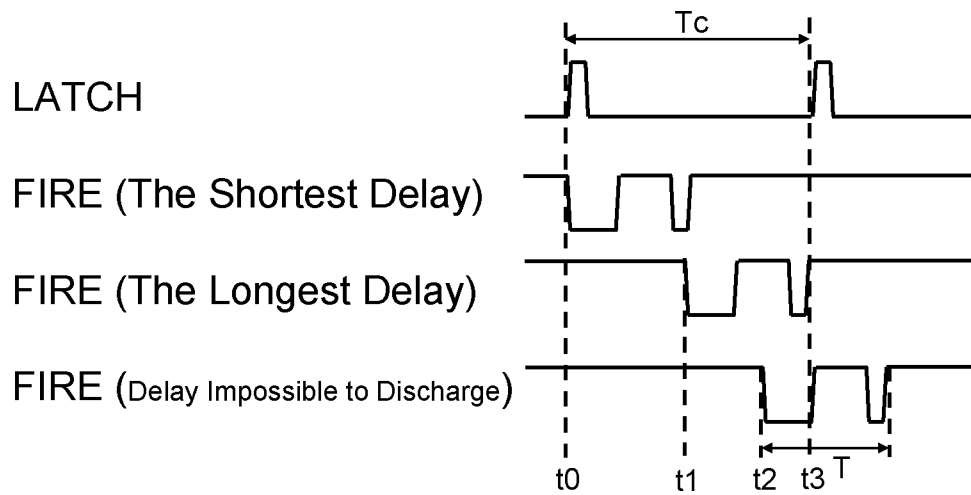 Tc
LATCH
FIRE (The Shortest Delay)
FIRE (The Longest Delay)
FIRE (Delay Impossible to Discharge)
t0 t1 t2 t3 T